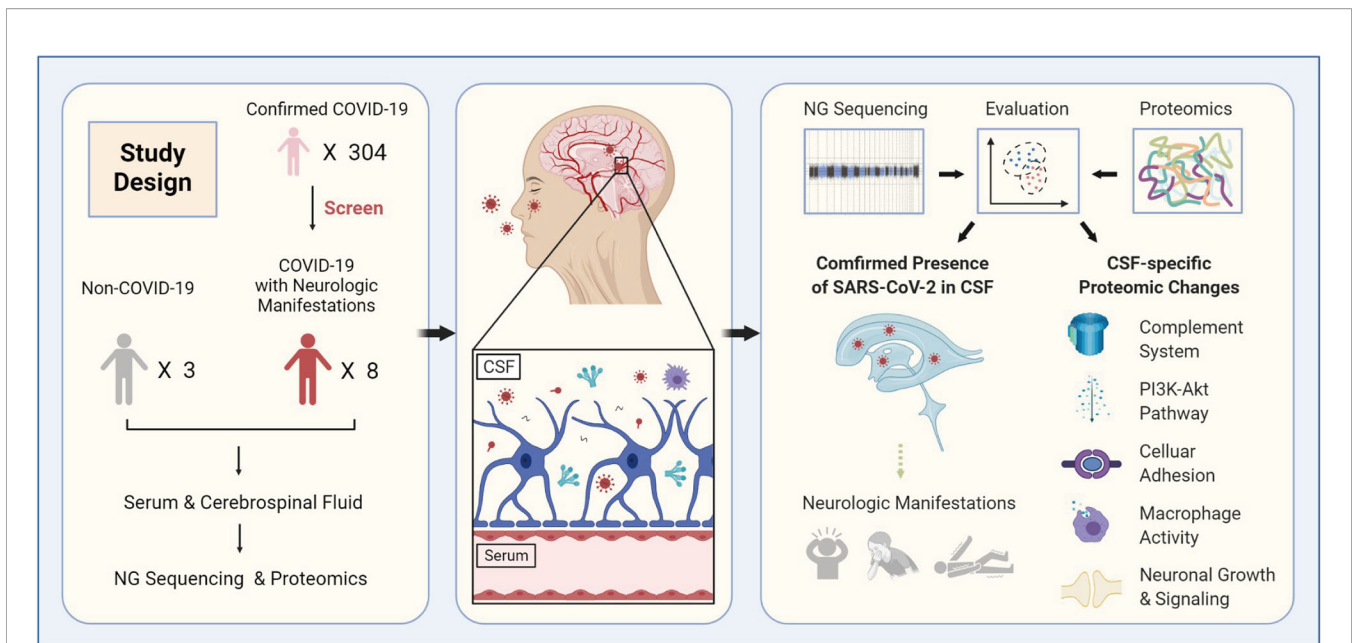 Study
Design
Confirmed COVID-19
X 304
Screen
Non-COVID-19
COVID-19
with Neurologic
Manifestations
X 3
X 8
Serum & Cerebrospinal Fluid
NG Sequencing & Proteomics
CSF
Serum
NG Sequencing
Evaluation
Proteomics
Comfirmed Presence
of SARS-CoV-2 in CSF
Neurologic Manifestations
CSF-specific
Proteomic Changes
Complement
System
PI3K-Akt
Pathway
Celluar
Adhesion
Macrophage
Activity
Neuronal Growth
& Signaling